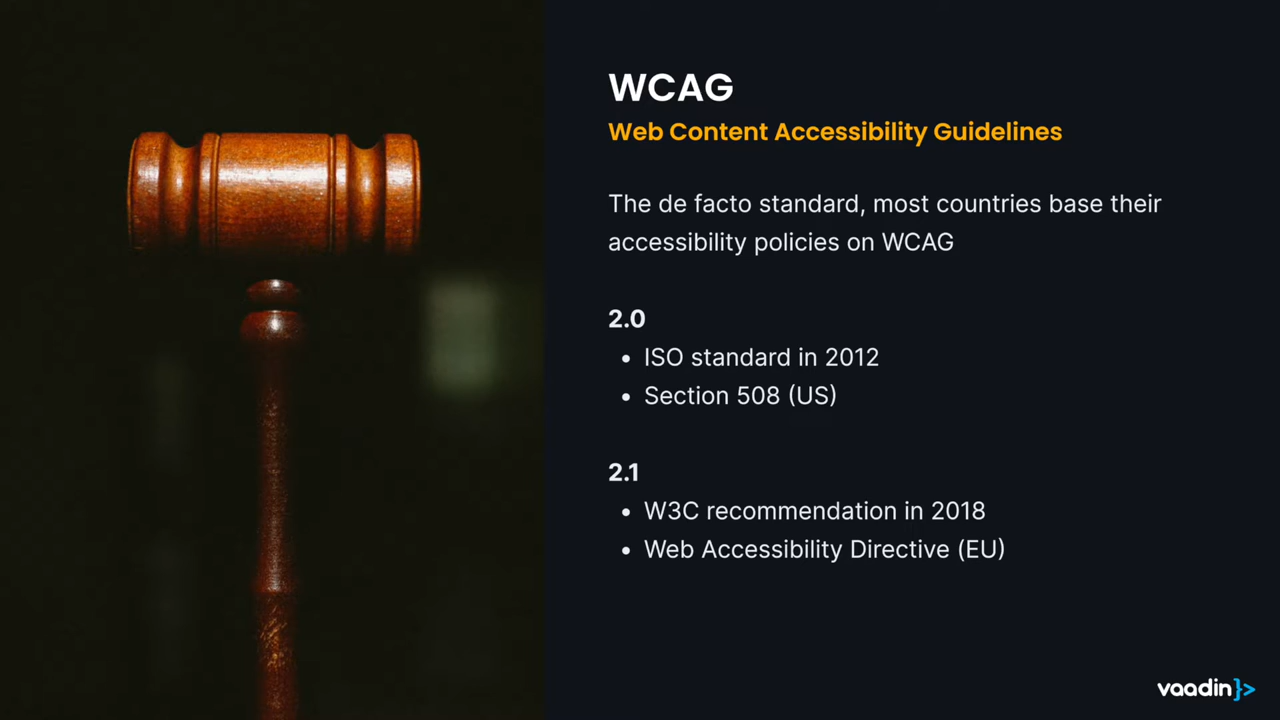 WCAG
Web Content Accessibility Guidelines
The de facto standard, most countries base their
accessibility policies on WCAG
2.0
• ISO standard in 2012
• Section 508 (US)
2.1
• W3C recommendation in 2018
• Web Accessibility Directive (EU)
vaadin}>